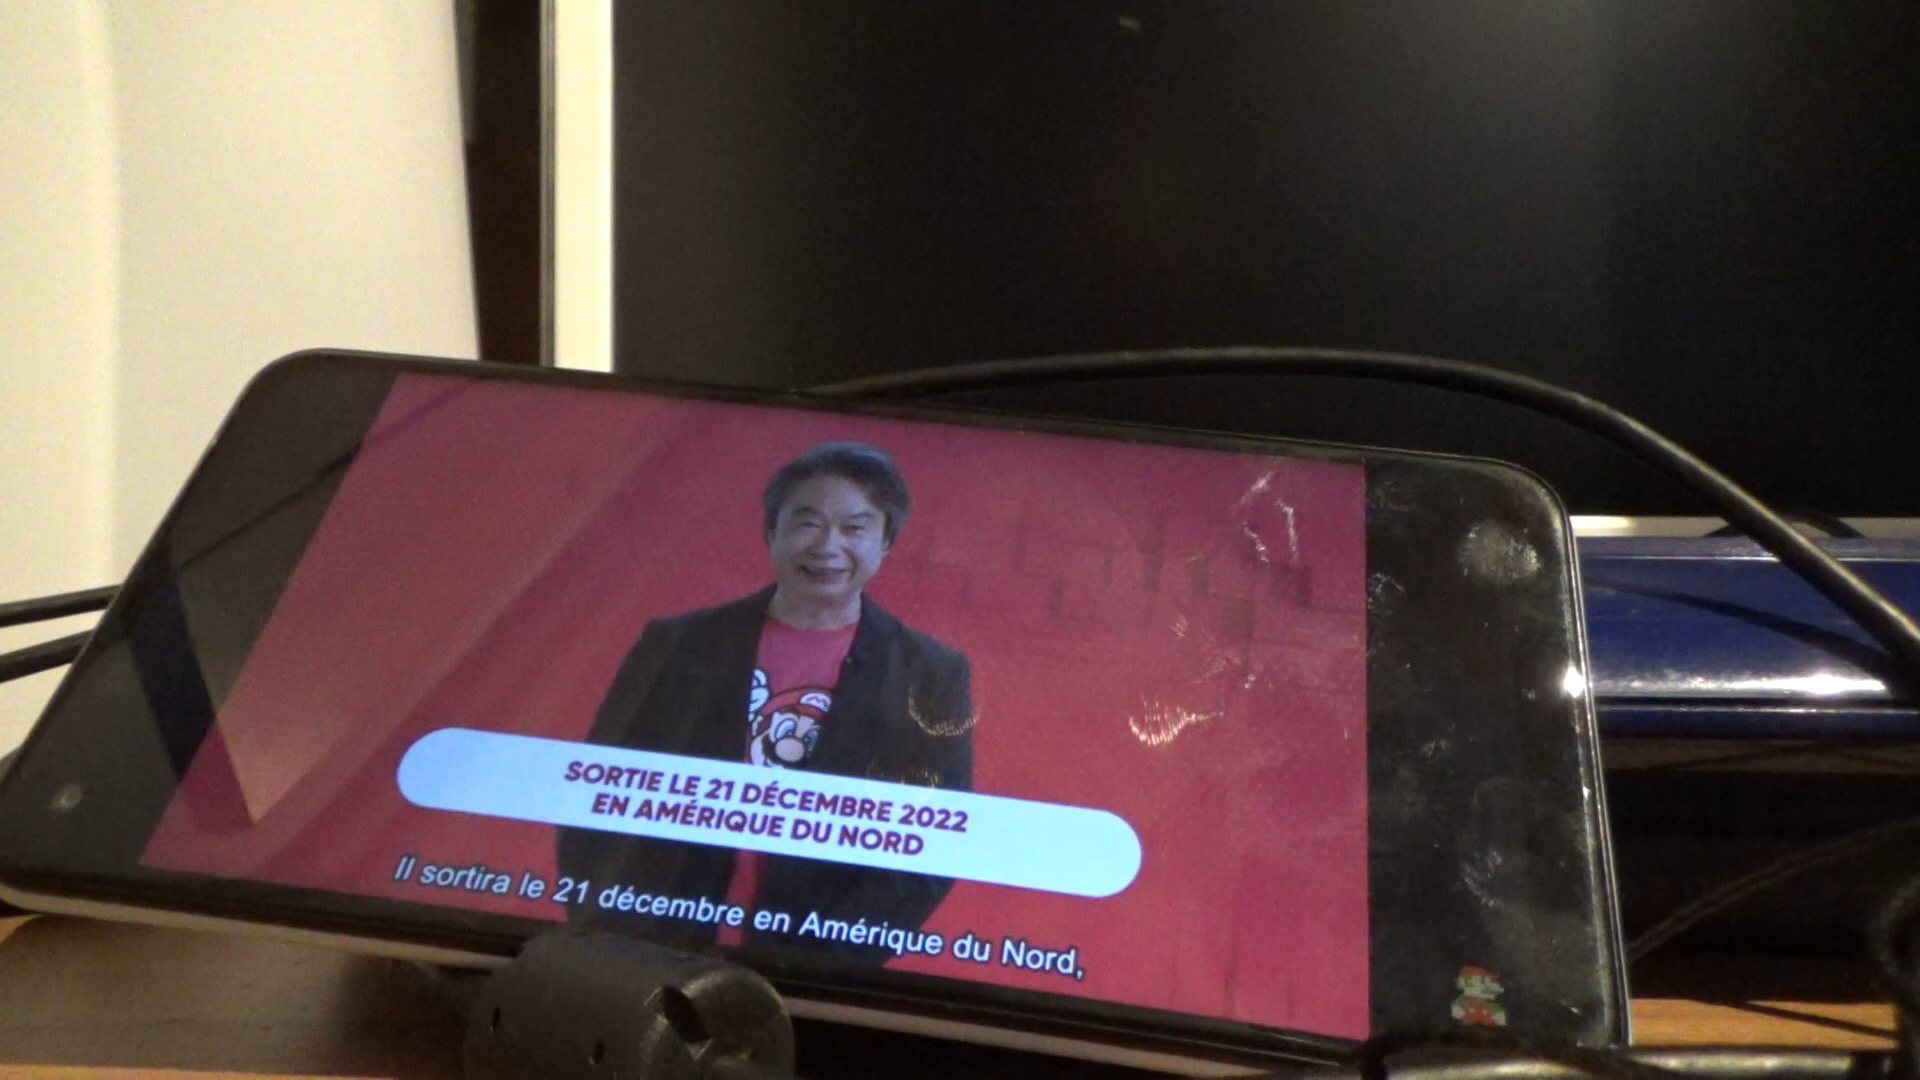 SORTIE LE 21 DÉCEMBRE 2022
EN AMÉRIQUE DU NORD
Il sortira le 21 décembre en Amérique du Nord,